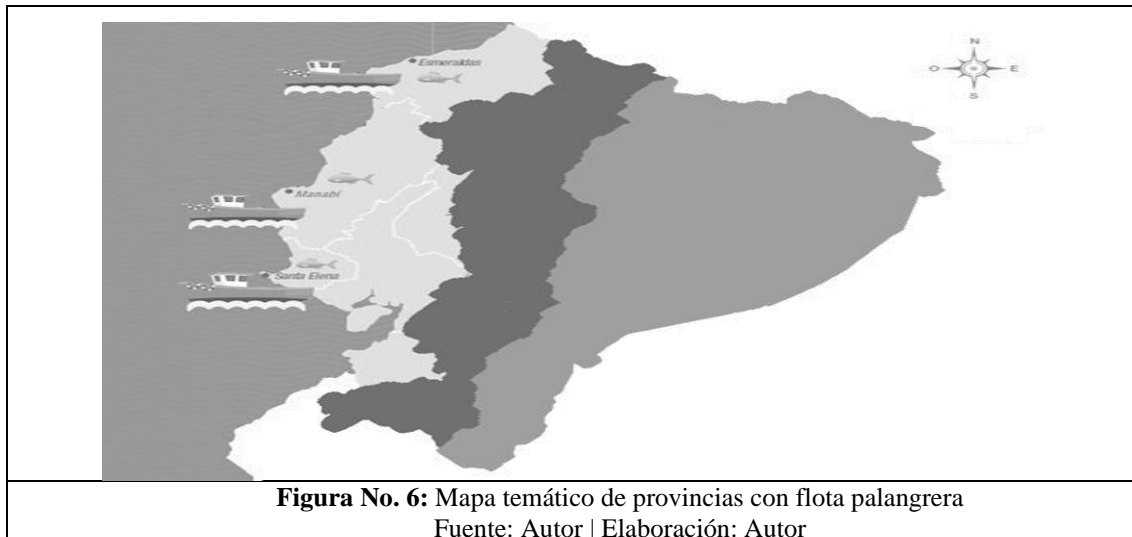 Esmeraldas
N
O
E
S
Manabí
Santa Elena
Figura No. 6: Mapa temático de provincias con flota palangrera
Fuente: Autor | Elaboración: Autor